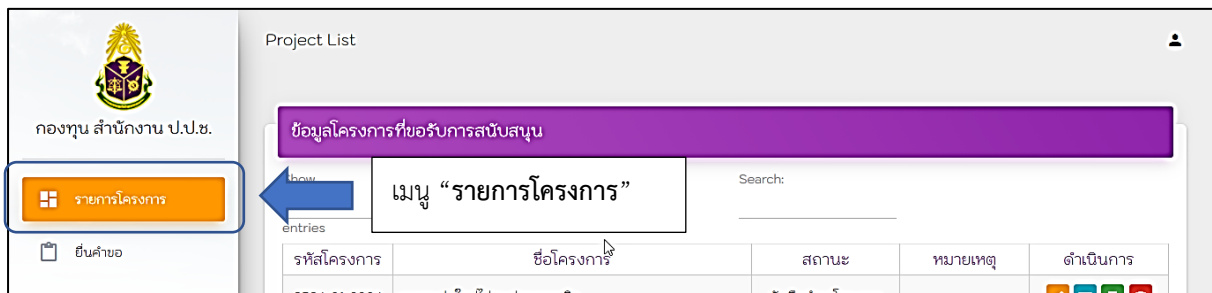 Project List
กองทุน สำนักงาน ป.ป.ช.
ข้อมูลโครงการที่ขอรับการสนับสนุน
รายการโครงการ
เมนู “รายการโครงการ”
Show
Search:
entries
ยื่นคำขอ
รหัสโครงการ ชื่อโครงการ สถานะ หมายเหตุ ดำเนินการ